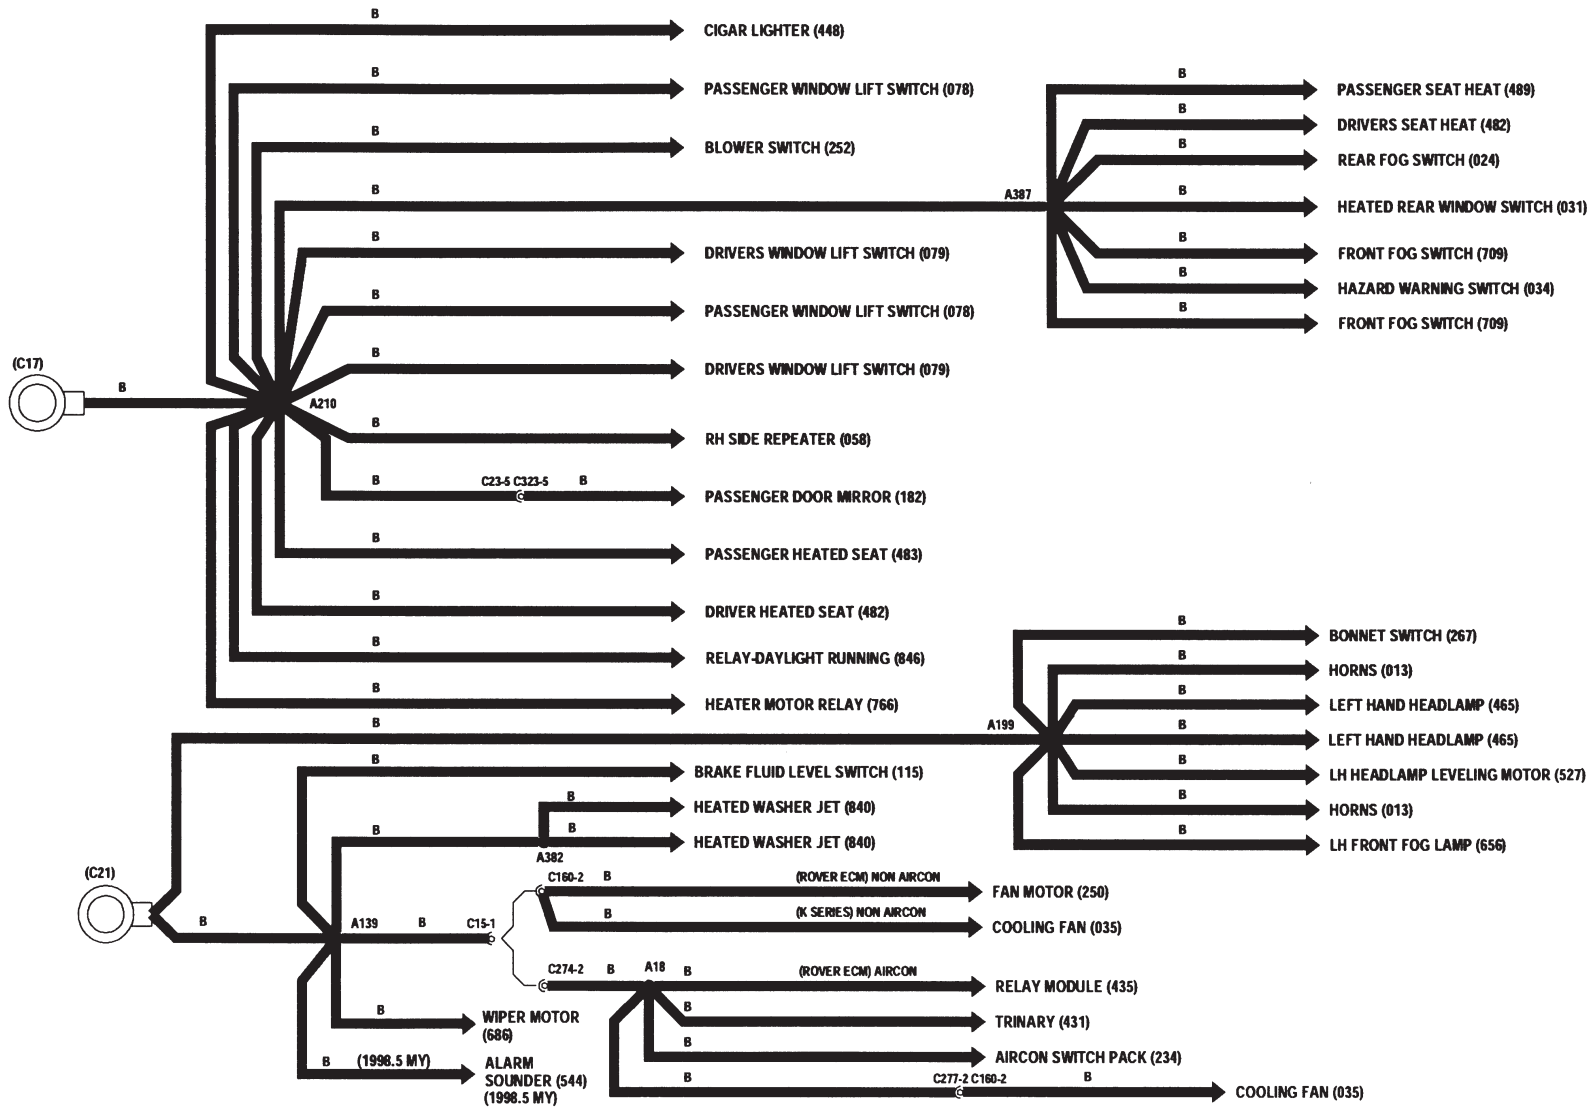 B
CIGAR LIGHTER (448)
B
PASSENGER WINDOW LIFT SWITCH (078)
B
BLOWER SWITCH (252)
B
A387
B
PASSENGER SEAT HEAT (489)
B
DRIVERS SEAT HEAT (482)
B
REAR FOG SWITCH (024)
B
HEATED REAR WINDOW SWITCH (031)
B
FRONT FOG SWITCH (709)
B
HAZARD WARNING SWITCH (034)
B
FRONT FOG SWITCH (709)
B
DRIVERS WINDOW LIFT SWITCH (079)
B
PASSENGER WINDOW LIFT SWITCH (078)
B
DRIVERS WINDOW LIFT SWITCH (079)
(C17)
B
A210
B
RH SIDE REPEATER (058)
B
C23-5 C323-5
B
PASSENGER DOOR MIRROR (182)
B
PASSENGER HEATED SEAT (483)
B
DRIVER HEATED SEAT (482)
B
RELAY-DAYLIGHT RUNNING (846)
B
HEATER MOTOR RELAY (766)
B
A199
B
BONNET SWITCH (267)
B
HORNS (013)
B
LEFT HAND HEADLAMP (465)
B
LEFT HAND HEADLAMP (465)
B
LH HEADLAMP LEVELING MOTOR (527)
B
HORNS (013)
B
LH FRONT FOG LAMP (656)
B
BRAKE FLUID LEVEL SWITCH (115)
B
HEATED WASHER JET (840)
B
B
HEATED WASHER JET (840)
A382
(C21)
B
A139
B
C15-1
C160-2
B
(ROVER ECM) NON AIRCON
FAN MOTOR (250)
B
(K SERIES) NON AIRCON
COOLING FAN (035)
C274-2
B
A18
B
(ROVER ECM) AIRCON
RELAY MODULE (435)
B
TRINARY (431)
B
AIRCON SWITCH PACK (234)
B
C277-2 C160-2
B
COOLING FAN (035)
B
WIPER MOTOR
(686)
B
(1998.5 MY)
ALARM
SOUNDER (544)
(1998.5 MY)